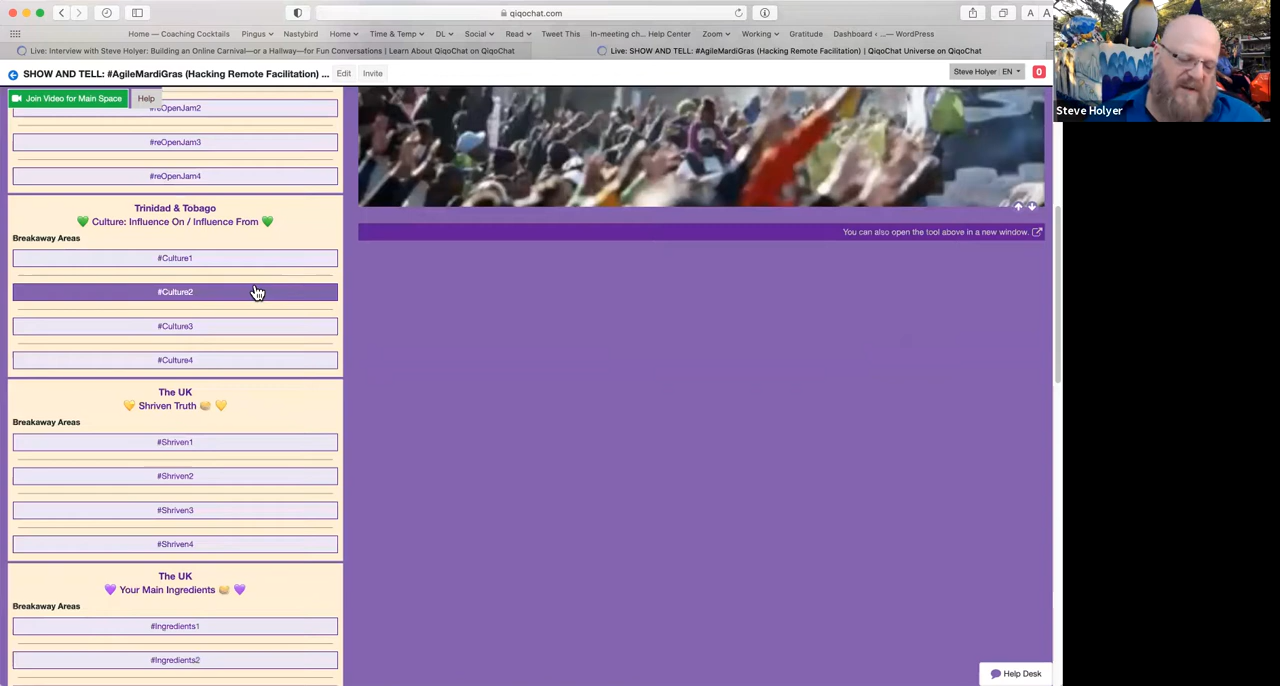 qiqochat.com
A A
Home — Coaching Cocktails Pingus Nastybird Home Time & Temp DL Social Read Tweet This In-meeting ch... Help Center Zoom Working Gratitude Dashboard ‹ ... — WordPress
Live: Interview with Steve Holyer: Building an Online Carnival—or a Hallway—for Fun Conversations | Learn About QiqoChat on QiqoChat
Live: SHOW AND TELL: #AgileMardiGras (Hacking Remote Facilitation) | QiqoChat Universe on QiqoChat
SHOW AND TELL: #AgileMardiGras (Hacking Remote Facilitation) ... Edit Invite
Steve Holyer | EN 0
Join Video for Main Space Help
#reOpenJam2
#reOpenJam3
#reOpenJam4
Trinidad & Tobago
💚 Culture: Influence On / Influence From 💚
Breakaway Areas
#Culture1
#Culture2
#Culture3
#Culture4
The UK
💛 Shriven Truth 🥞 💛
Breakaway Areas
#Shriven1
#Shriven2
#Shriven3
#Shriven4
The UK
💜 Your Main Ingredients 🥞 💜
Breakaway Areas
#Ingredients1
#Ingredients2
You can also open the tool above in a new window.
Help Desk
Steve Holyer